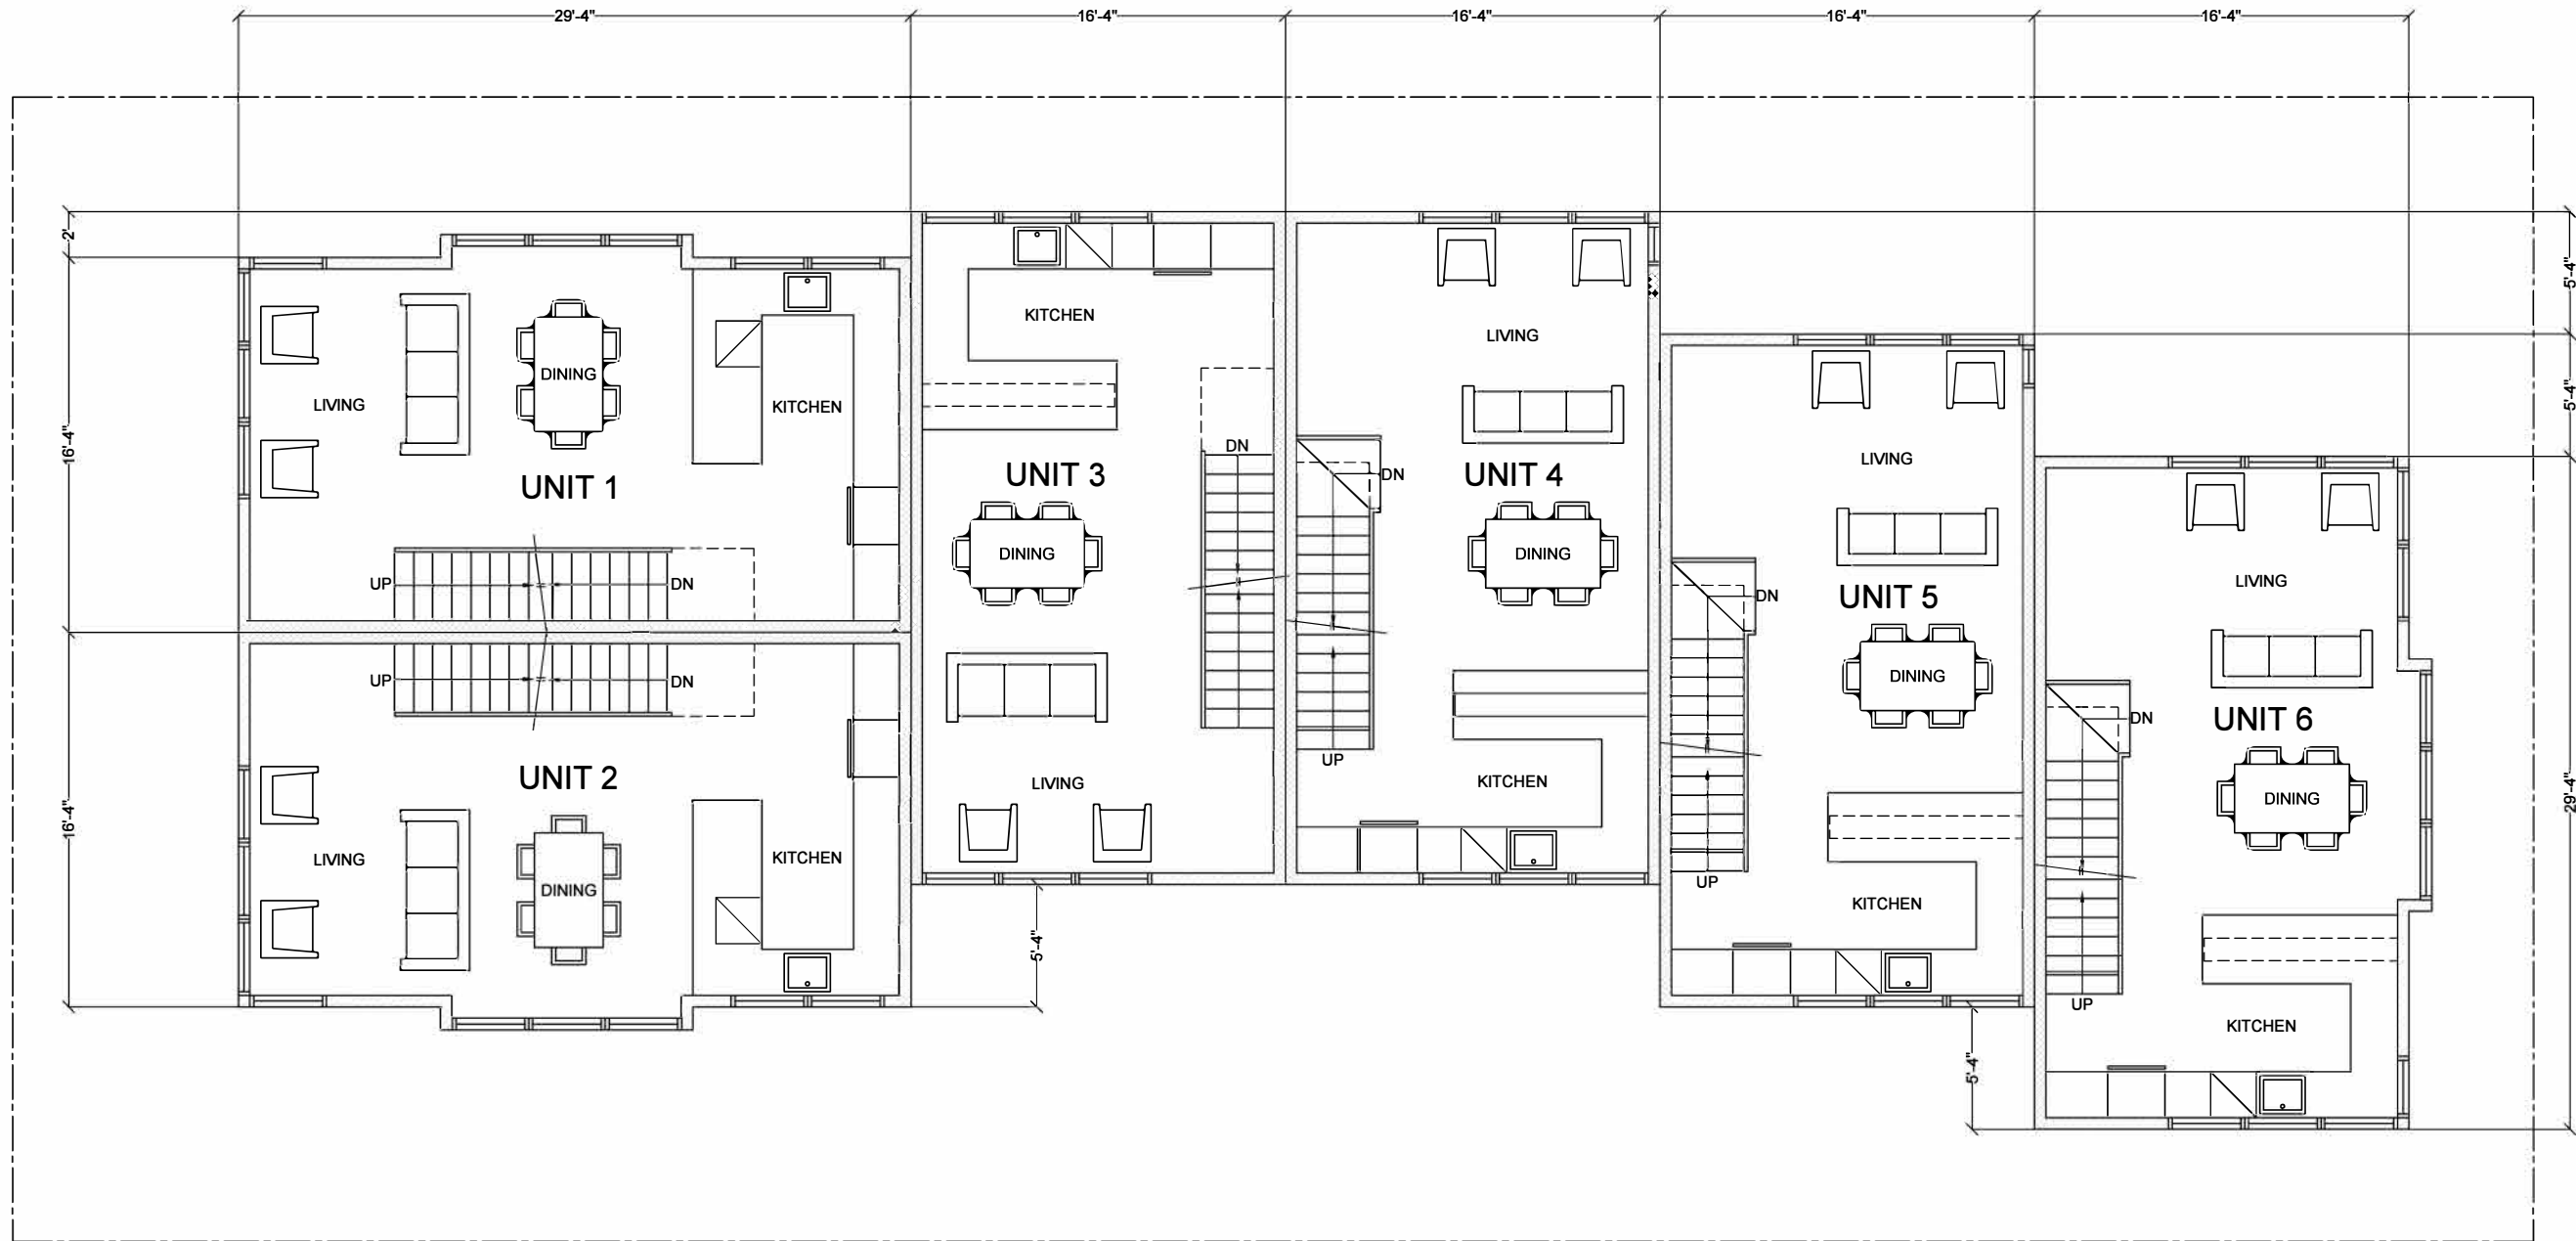 29'-4"
16'-4"
16'-4"
16'-4"
16'-4"
2'
16'-4"
16'-4"
5'-4"
5'-4"
29'-4"
5'-4"
5'-4"
LIVING
DINING
KITCHEN
UNIT 1
UP
DN
UP
DN
UNIT 2
LIVING
DINING
KITCHEN
KITCHEN
DN
UNIT 3
DINING
LIVING
LIVING
DN
UNIT 4
DINING
UP
KITCHEN
LIVING
DN
UNIT 5
DINING
UP
KITCHEN
LIVING
DN
UNIT 6
DINING
UP
KITCHEN